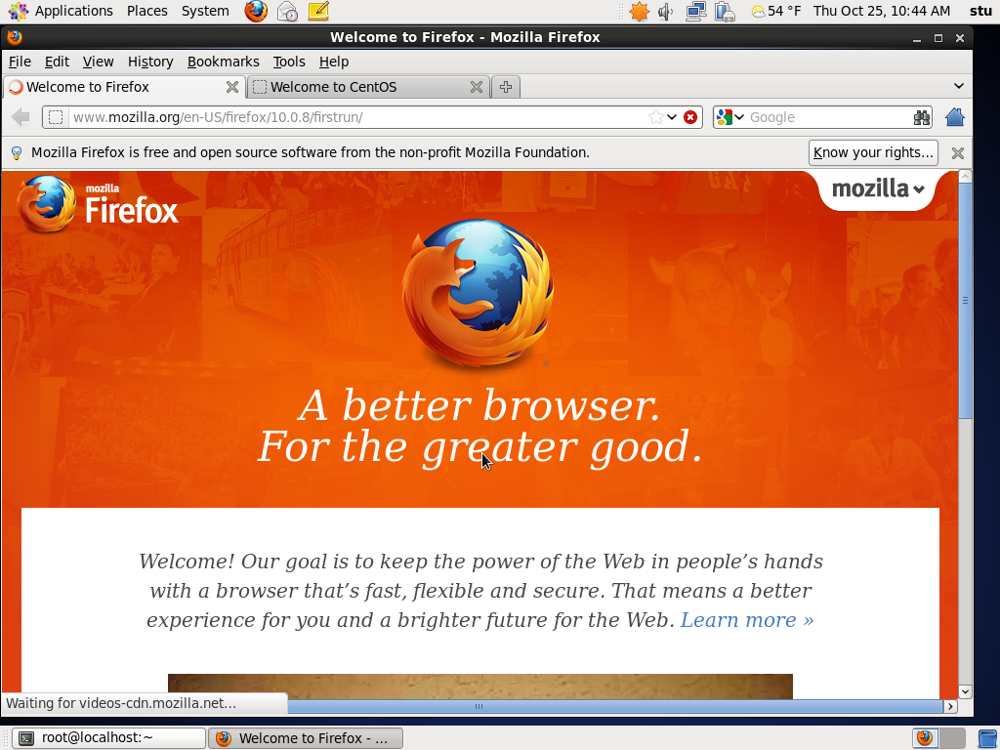 Applications Places System 54 °F Thu Oct 25, 10:44 AM stu
Welcome to Firefox - Mozilla Firefox
File Edit View History Bookmarks Tools Help
Welcome to Firefox Welcome to CentOS
www.mozilla.org/en-US/firefox/10.0.8/firstrun/ Google
Mozilla Firefox is free and open source software from the non-profit Mozilla Foundation. Know your rights...
mozilla
Firefox
mozilla
A better browser.
For the greater good.
Welcome! Our goal is to keep the power of the Web in people’s hands
with a browser that’s fast, flexible and secure. That means a better
experience for you and a brighter future for the Web. Learn more »
Waiting for videos-cdn.mozilla.net...
root@localhost:~ Welcome to Firefox - ...